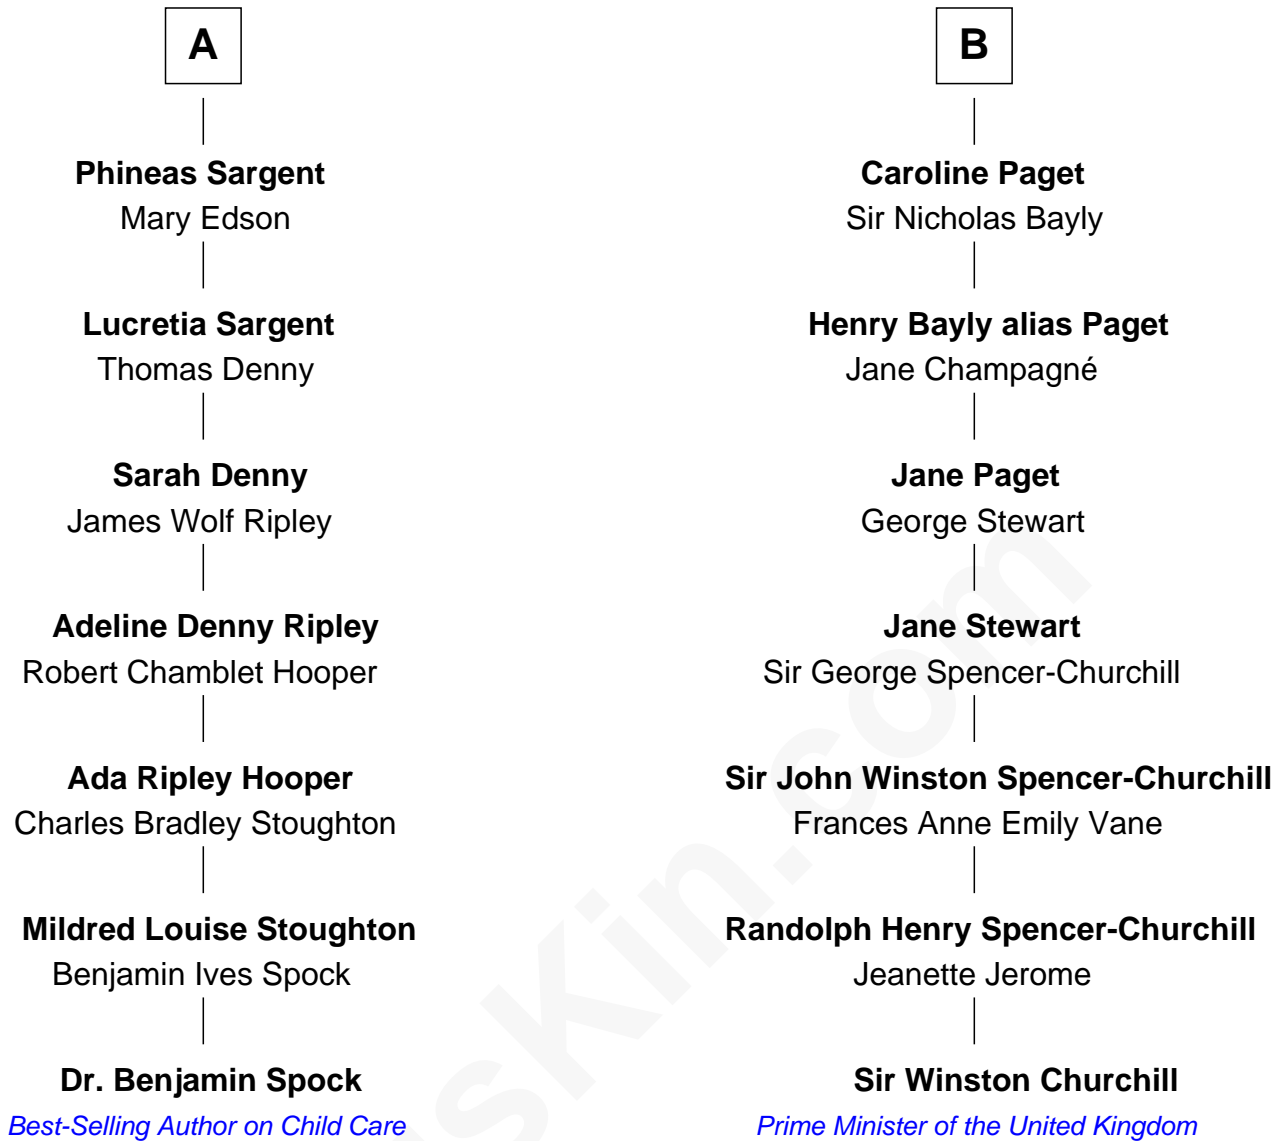 A
Phineas Sargent
Mary Edson
Lucretia Sargent
Thomas Denny
Sarah Denny
James Wolf Ripley
Adeline Denny Ripley
Robert Chamblet Hooper
Ada Ripley Hooper
Charles Bradley Stoughton
Mildred Louise Stoughton
Benjamin Ives Spock
Dr. Benjamin Spock
Best-Selling Author on Child Care
B
Caroline Paget
Sir Nicholas Bayly
Henry Bayly alias Paget
Jane Champagné
Jane Paget
George Stewart
Jane Stewart
Sir George Spencer-Churchill
Sir John Winston Spencer-Churchill
Frances Anne Emily Vane
Randolph Henry Spencer-Churchill
Jeanette Jerome
Sir Winston Churchill
Prime Minister of the United Kingdom